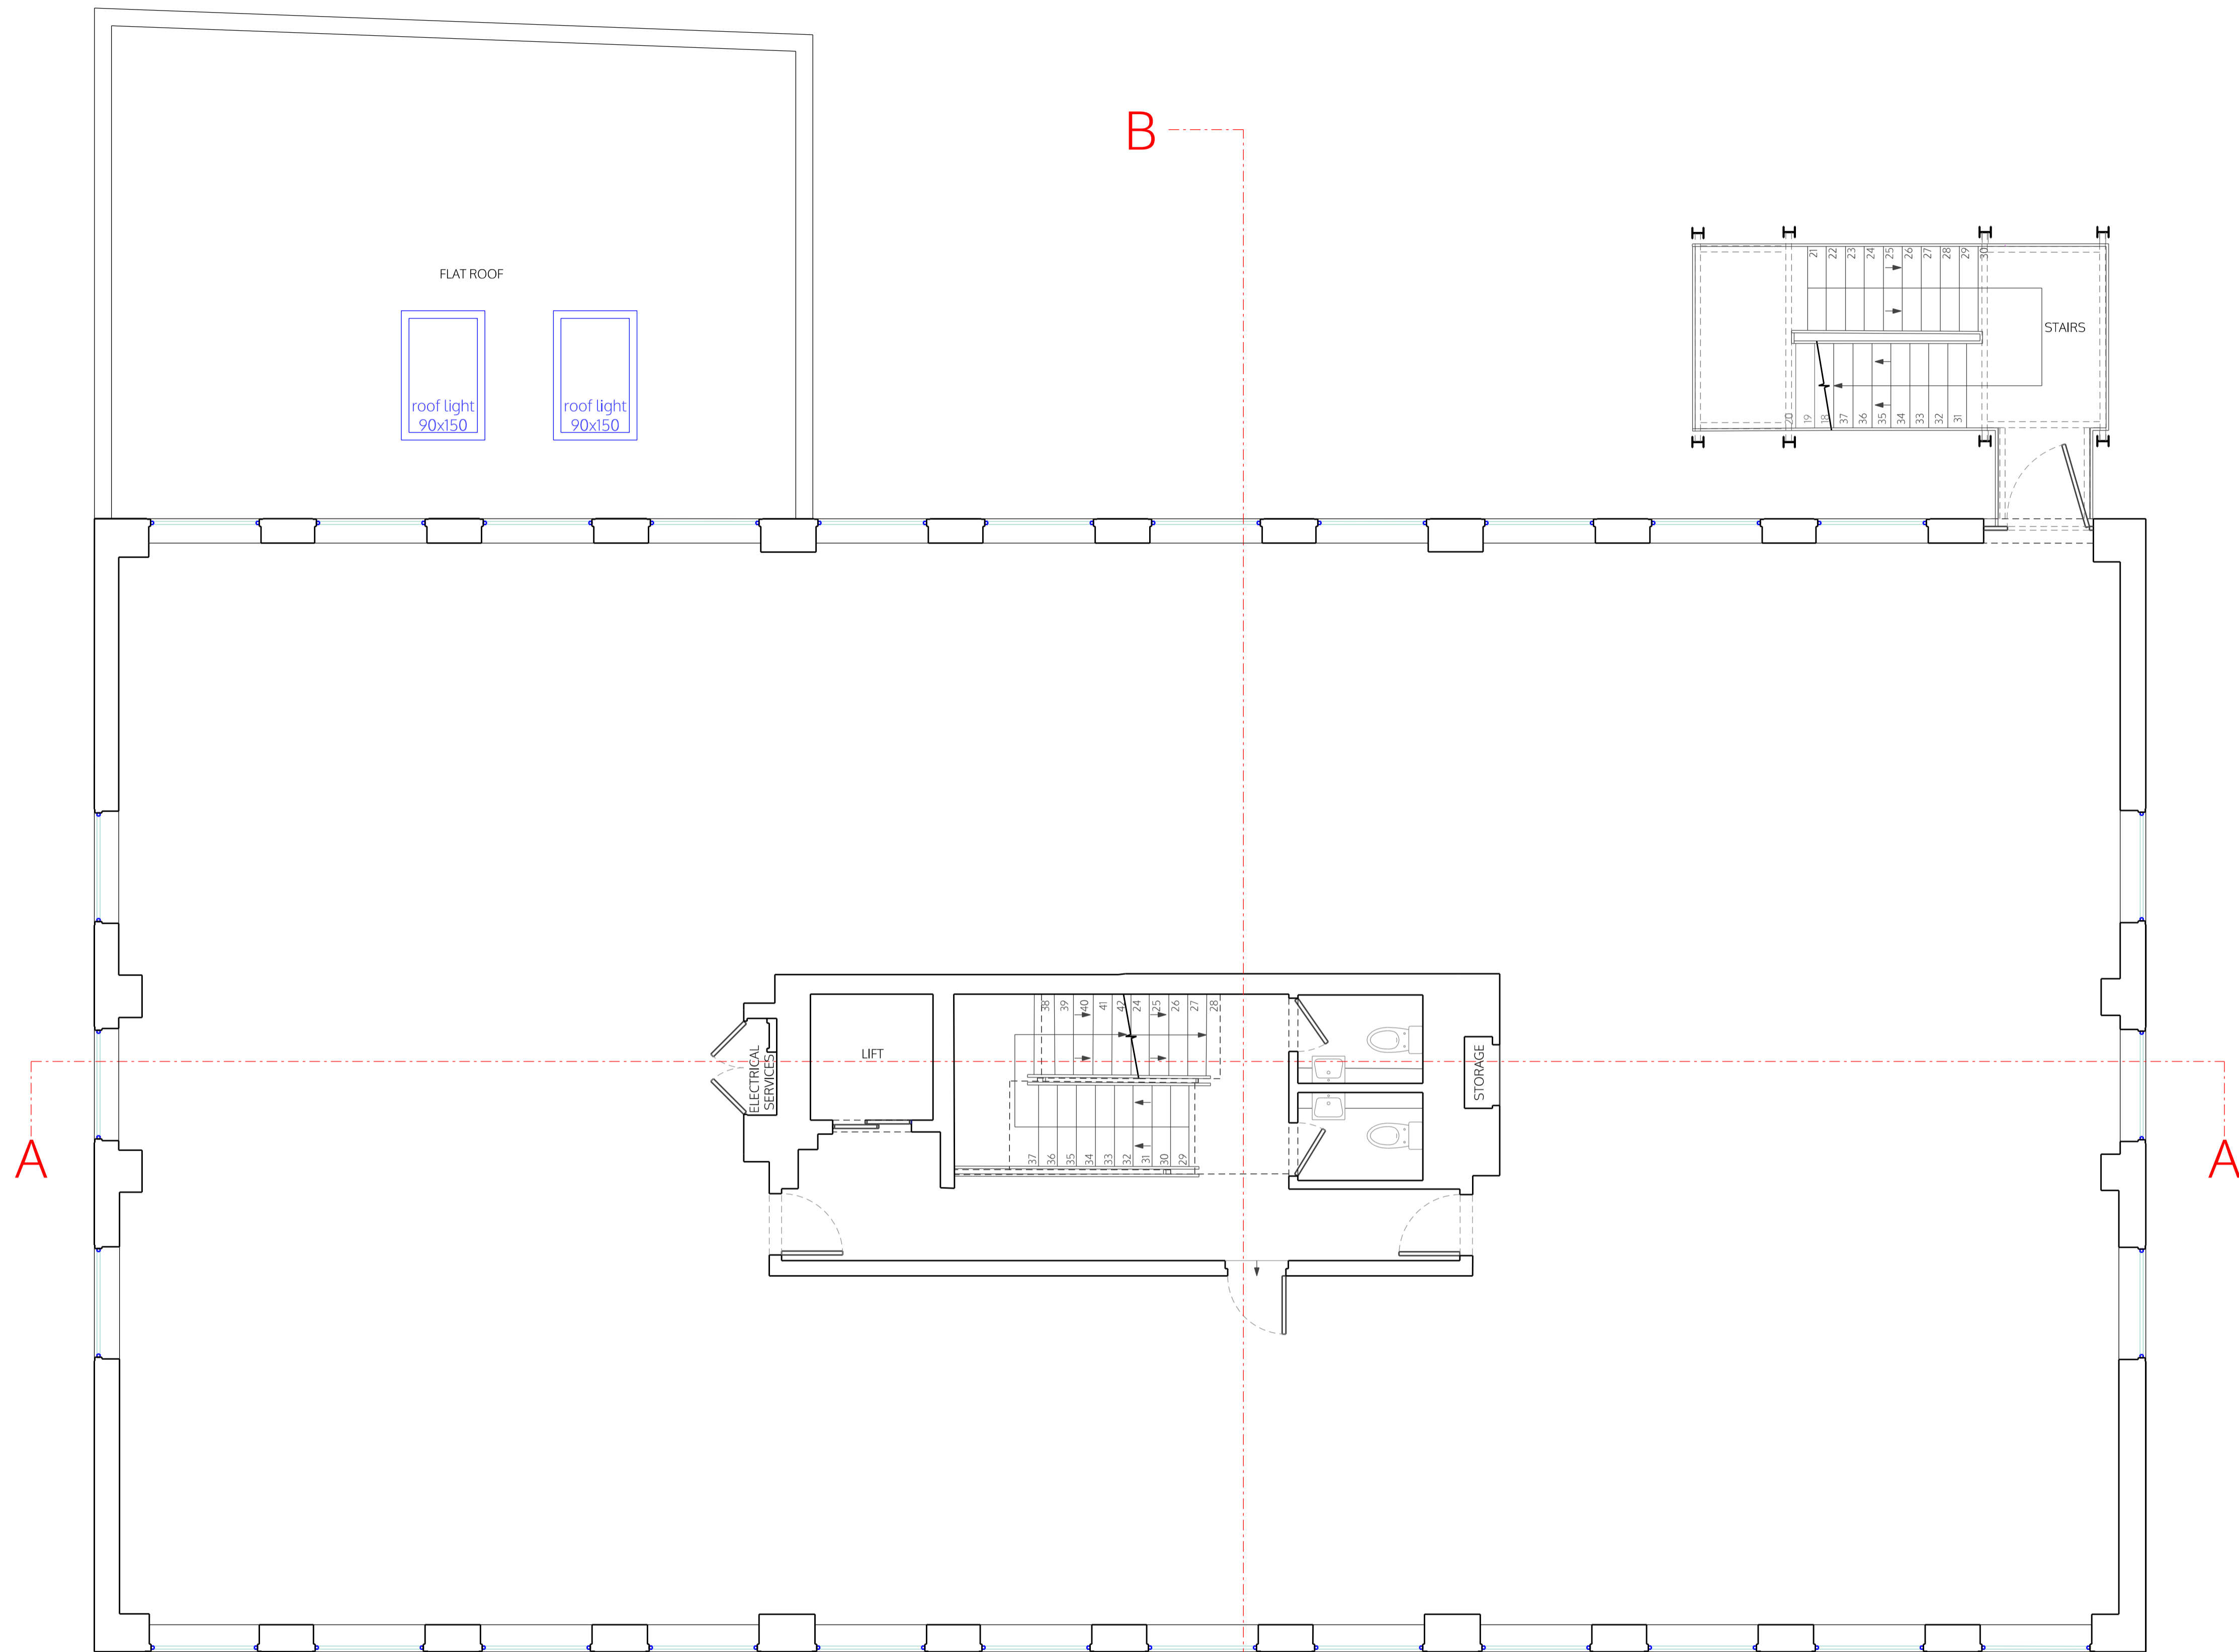 B
FLAT ROOF
roof light
90x150
roof light
90x150
21 22 23 24 25 26 27 28 29 30
STAIRS
20 19 18 37 36 35 34 33 32 31
38 39 40 41 42 24 25 26 27 28
LIFT
ELECTRICAL
SERVICES
STORAGE
37 36 35 34 33 32 31 30 29
A
A